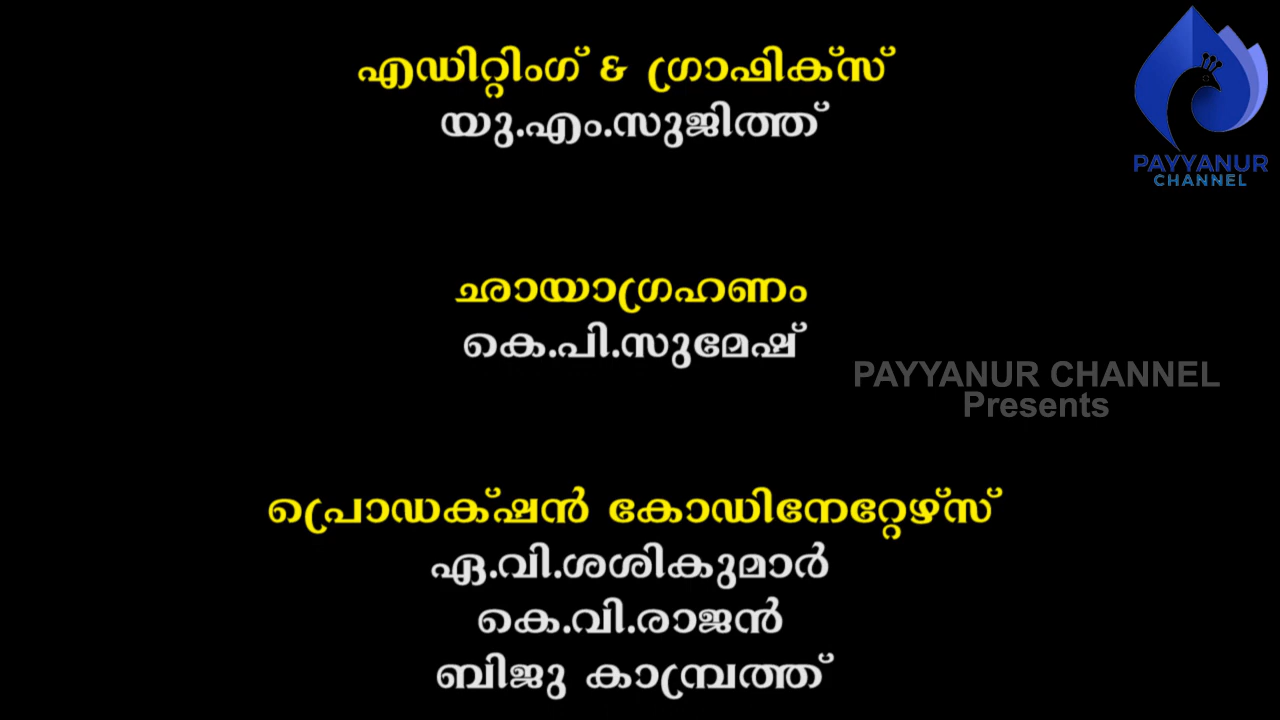 എഡിറ്റിംഗ് & ഗ്രാഫിക്സ്
യു.എം.സുജിത്ത്
PAYYANUR
CHANNEL
ഛായാഗ്രഹണം
കെ.പി.സുമേഷ്
PAYYANUR CHANNEL
Presents
പ്രൊഡക്ഷൻ കോഡിനേറ്റേഴ്സ്
ഏ.വി.ശശികുമാർ
കെ.വി.രാജൻ
ബിജു കാമ്പ്രത്ത്